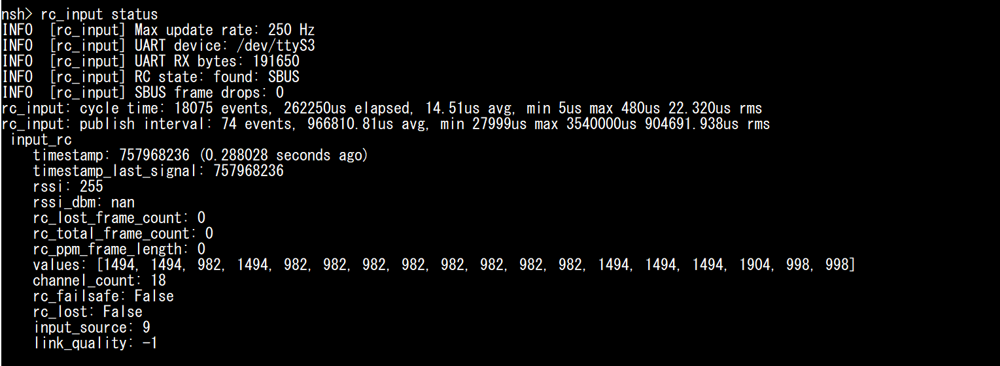 nsh> rc_input status
INFO  [rc_input] Max update rate: 250 Hz
INFO  [rc_input] UART device: /dev/ttyS3
INFO  [rc_input] UART RX bytes: 191650
INFO  [rc_input] RC state: found: SBUS
INFO  [rc_input] SBUS frame drops: 0
rc_input: cycle time: 18075 events, 262250us elapsed, 14.51us avg, min 5us max 480us 22.320us rms
rc_input: publish interval: 74 events, 966810.81us avg, min 27999us max 3540000us 904691.938us rms
 input_rc
    timestamp: 757968236 (0.288028 seconds ago)
    timestamp_last_signal: 757968236
    rssi: 255
    rssi_dbm: nan
    rc_lost_frame_count: 0
    rc_total_frame_count: 0
    rc_ppm_frame_length: 0
    values: [1494, 1494, 982, 1494, 982, 982, 982, 982, 982, 982, 982, 982, 1494, 1494, 1494, 1904, 998, 998]
    channel_count: 18
    rc_failsafe: False
    rc_lost: False
    input_source: 9
    link_quality: -1